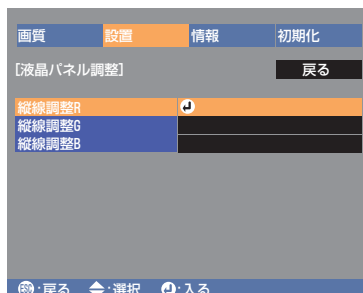 画質 設置 情報 初期化
[液晶パネル調整] 戻る
縦線調整R
縦線調整G
縦線調整B
ESC:戻る :選択 :入る